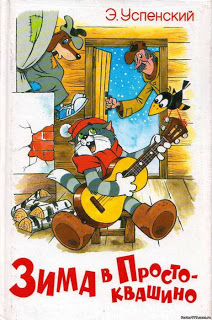 Э. Успенский
Зима в Просто-
квашино